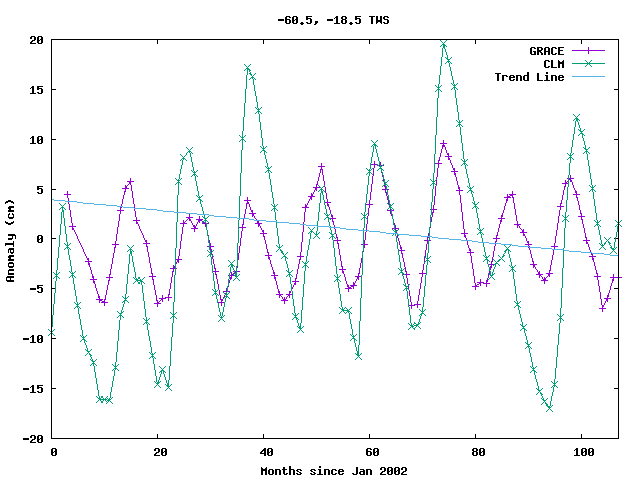 -60.5, -18.5 TWS
GRACE
CLM
Trend Line
20
15
10
5
0
-5
-10
-15
-20
Anomaly (cm)
0 20 40 60 80 100
Months since Jan 2002